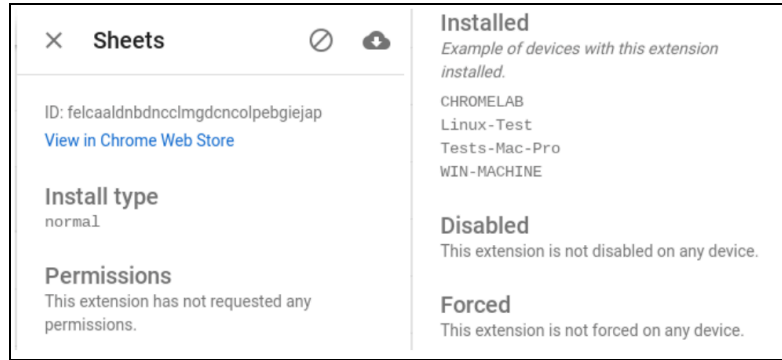 Sheets
ID: felcaaldnbdncclmgdcncolpebgiejap
View in Chrome Web Store
Install type
normal
Permissions
This extension has not requested any
permissions.
Installed
Example of devices with this extension
installed.
CHROMELAB
Linux-Test
Tests-Mac-Pro
WIN-MACHINE
Disabled
This extension is not disabled on any device.
Forced
This extension is not forced on any device.